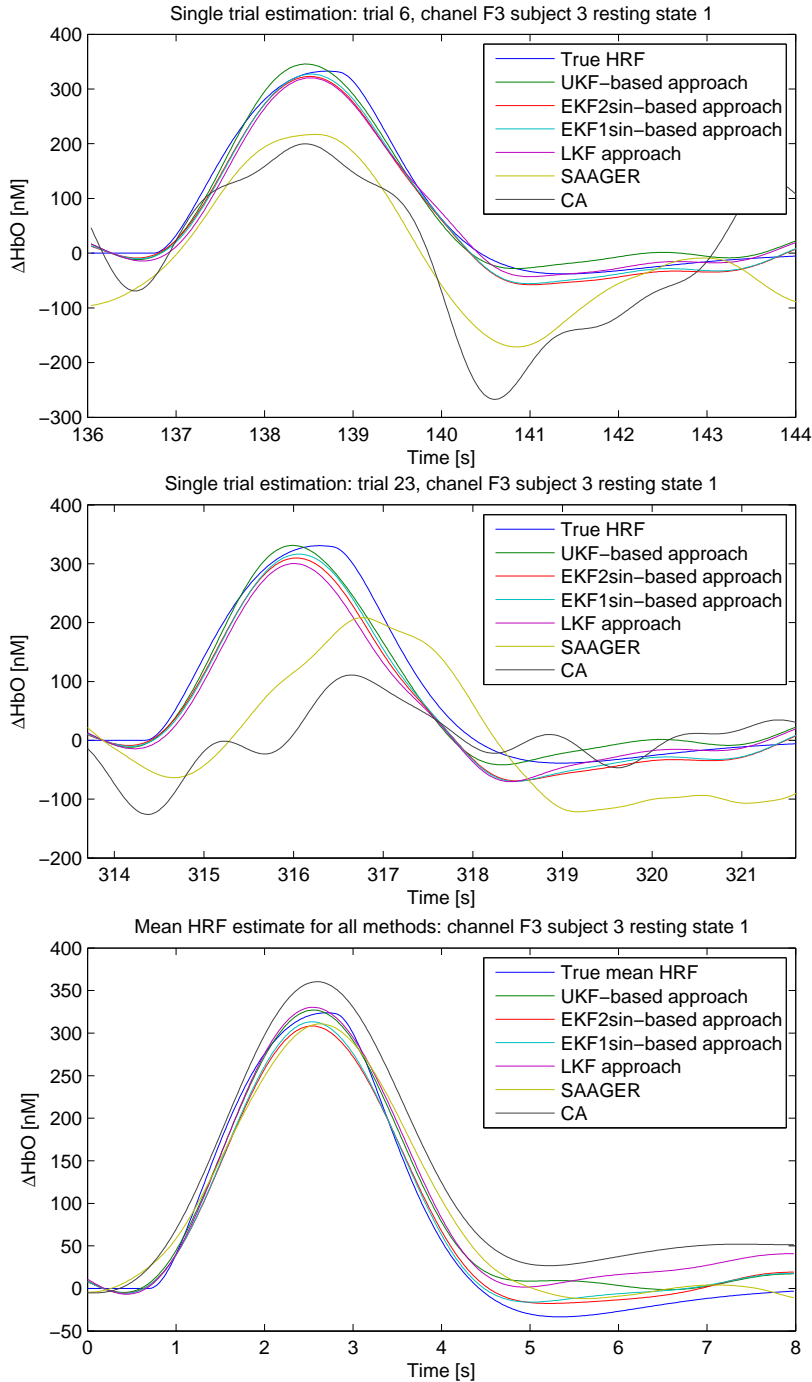 Single trial estimation: trial 6, chanel F3 subject 3 resting state 1
400
300
200
100
0
−100
−200
−300
ΔHbO [nM]
True HRF
UKF−based approach
EKF2sin−based approach
EKF1sin−based approach
LKF approach
SAAGER
CA
136 137 138 139 140 141 142 143 144
Time [s]
Single trial estimation: trial 23, chanel F3 subject 3 resting state 1
400
300
200
100
0
−100
−200
ΔHbO [nM]
True HRF
UKF−based approach
EKF2sin−based approach
EKF1sin−based approach
LKF approach
SAAGER
CA
314 315 316 317 318 319 320 321
Time [s]
Mean HRF estimate for all methods: channel F3 subject 3 resting state 1
400
350
300
250
200
150
100
50
0
−50
ΔHbO [nM]
True mean HRF
UKF−based approach
EKF2sin−based approach
EKF1sin−based approach
LKF approach
SAAGER
CA
0 1 2 3 4 5 6 7 8
Time [s]